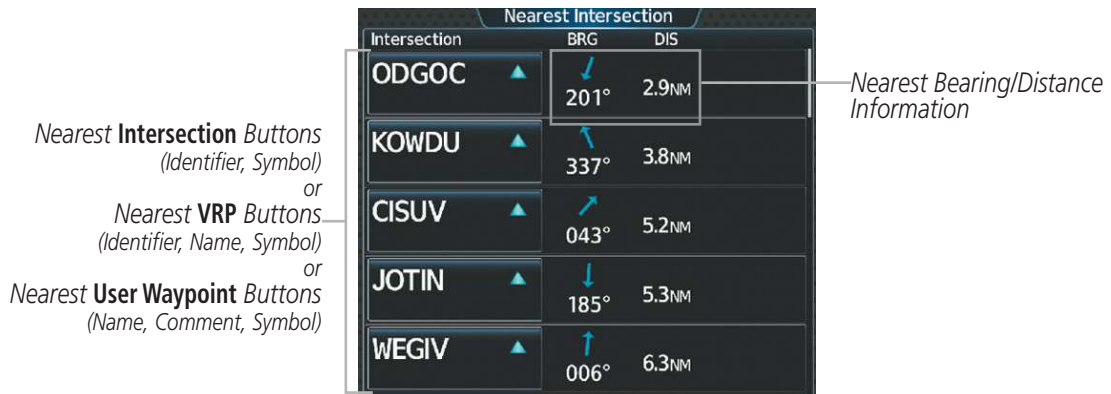 Nearest Intersection
Intersection BRG DIS
ODGOC 201° 2.9NM
KOWDU 337° 3.8NM
CISUV 043° 5.2NM
JOTIN 185° 5.3NM
WEGIV 006° 6.3NM
Nearest Intersection Buttons
(Identifier, Symbol)
or
Nearest VRP Buttons
(Identifier, Name, Symbol)
or
Nearest User Waypoint Buttons
(Name, Comment, Symbol)
Nearest Bearing/Distance
Information